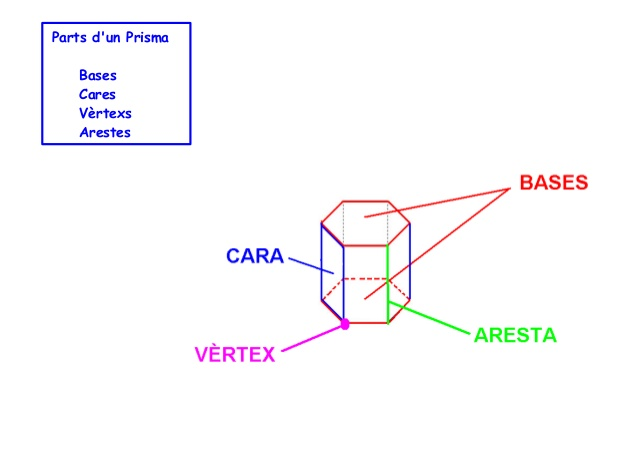 Parts d'un Prisma
Bases
Cares
Vèrtexs
Arestes
BASES
CARA
ARESTA
VÈRTEX